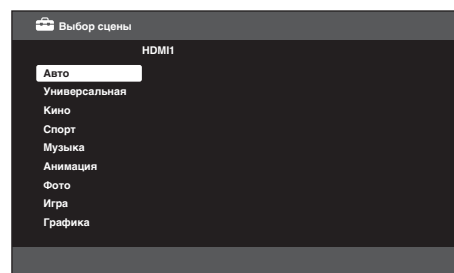 Выбор сцены
HDMI1
Авто
Универсальная
Кино
Спорт
Музыка
Анимация
Фото
Игра
Графика